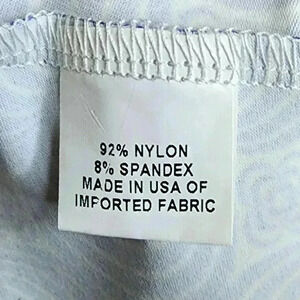 92% NYLON
8% SPANDEX
MADE IN USA OF
IMPORTED FABRIC